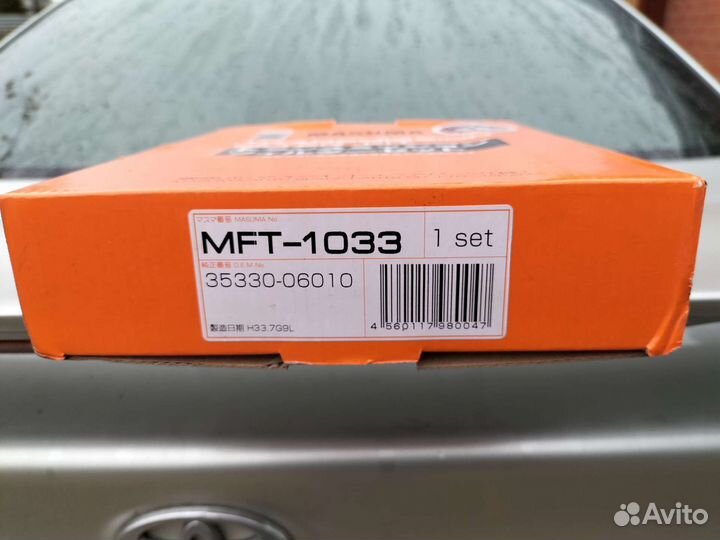 MASUMA
マスマ番号 MASUMA No.
MFT-1033
1 set
純正番号 O.E.M No.
35330-06010
4 560117 980047
製造日期 H33.7G9L
Avito